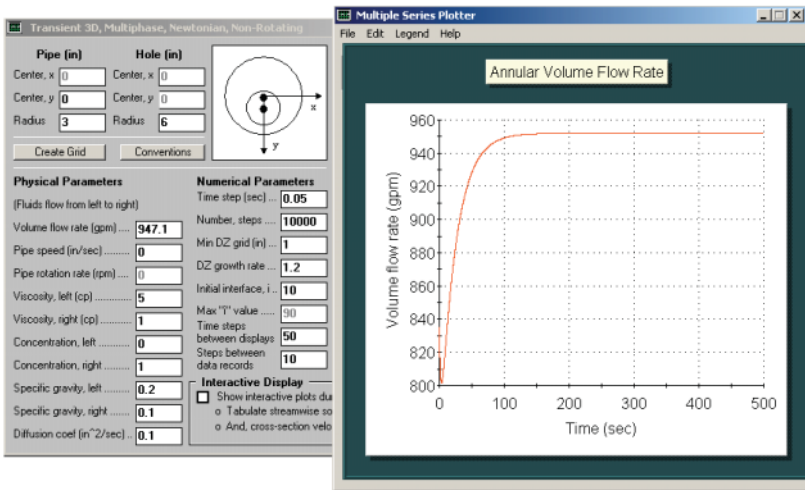 Transient 3D, Multiphase, Newtonian, Non-Rotating
Pipe (in) Hole (in)
Center, x 0 Center, x 0
Center, y 0 Center, y 0
Radius 3 Radius 6
x
y
Create Grid Conventions
Physical Parameters
(Fluids flow from left to right)
Volume flow rate (gpm) .... 947.1
Pipe speed (in/sec) ........ 0
Pipe rotation rate (rpm) .... 0
Viscosity, left (cp) ............ 5
Viscosity, right (cp) .......... 1
Concentration, left .......... 0
Concentration, right ........ 1
Specific gravity, left ........ 0.2
Specific gravity, right ...... 0.1
Diffusion coef (in^2/sec) .. 0.1
Numerical Parameters
Time step (sec) ... 0.05
Number, steps .... 10000
Min DZ grid (in) ... 1
DZ growth rate ... 1.2
Initial interface, i .. 10
Max "i" value ..... 90
Time steps
between displays 50
Steps between
data records 10
Interactive Display
Show interactive plots du
o Tabulate streamwise so
o And, cross-section velo
Multiple Series Plotter
File Edit Legend Help
Annular Volume Flow Rate
Volume flow rate (gpm)
960
940
920
900
880
860
840
820
800
0 100 200 300 400 500
Time (sec)